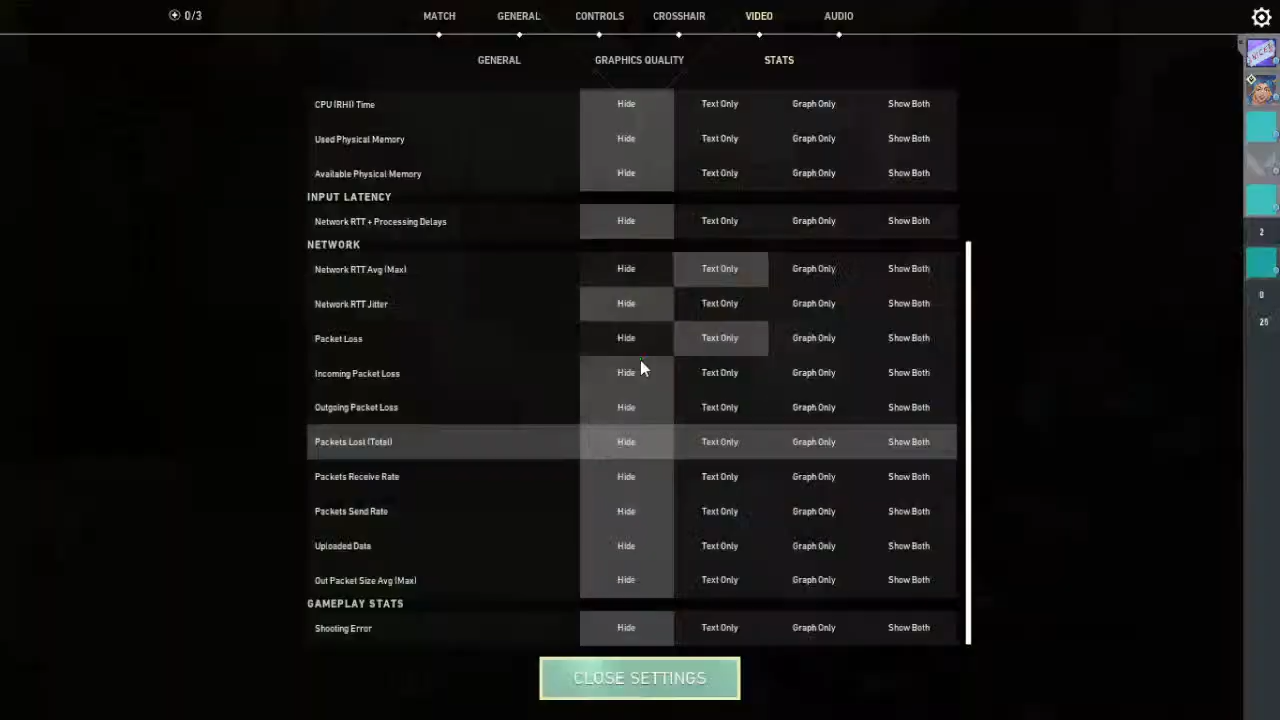 0/3
MATCH GENERAL CONTROLS CROSSHAIR VIDEO AUDIO
GENERAL GRAPHICS QUALITY STATS
CPU (RHI) Time Hide Text Only Graph Only Show Both
Used Physical Memory Hide Text Only Graph Only Show Both
Available Physical Memory Hide Text Only Graph Only Show Both
INPUT LATENCY
Network RTT + Processing Delays Hide Text Only Graph Only Show Both
NETWORK
Network RTT Avg (Max) Hide Text Only Graph Only Show Both
Network RTT Jitter Hide Text Only Graph Only Show Both
Packet Loss Hide Text Only Graph Only Show Both
Incoming Packet Loss Hide Text Only Graph Only Show Both
Outgoing Packet Loss Hide Text Only Graph Only Show Both
Packets Lost (Total) Hide Text Only Graph Only Show Both
Packets Receive Rate Hide Text Only Graph Only Show Both
Packets Send Rate Hide Text Only Graph Only Show Both
Uploaded Data Hide Text Only Graph Only Show Both
Out Packet Size Avg (Max) Hide Text Only Graph Only Show Both
GAMEPLAY STATS
Shooting Error Hide Text Only Graph Only Show Both
CLOSE SETTINGS
2
0